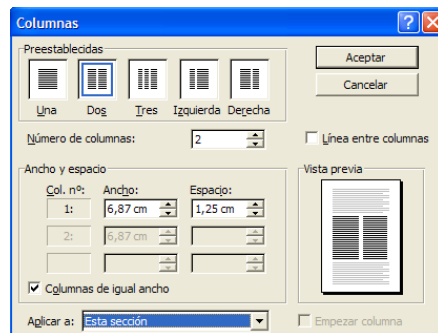 Columnas
Preestablecidas
Una Dos Tres Izquierda Derecha
Aceptar
Cancelar
Número de columnas: 2
Línea entre columnas
Ancho y espacio
Col. nº: Ancho: Espacio:
1: 6,87 cm 1,25 cm
2: 6,87 cm
Columnas de igual ancho
Vista previa
Aplicar a: Esta sección
Empezar columna